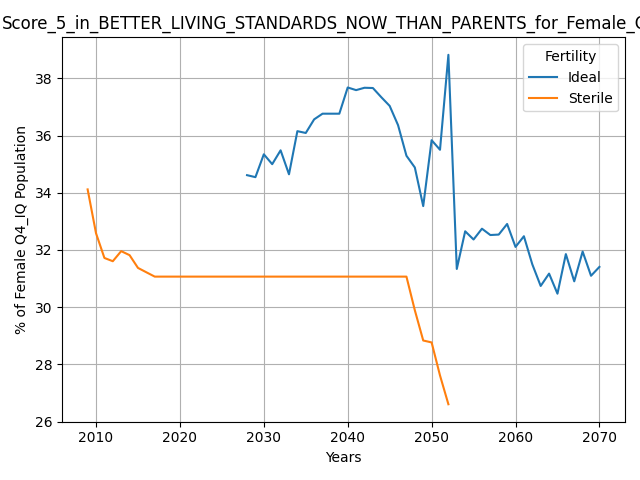 Score_5_in_BETTER_LIVING_STANDARDS_NOW_THAN_PARENTS_for_Female_
Fertility
Ideal
Sterile
% of Female Q4_IQ Population
38
36
34
32
30
28
26
2010
2020
2030
2040
2050
2060
2070
Years